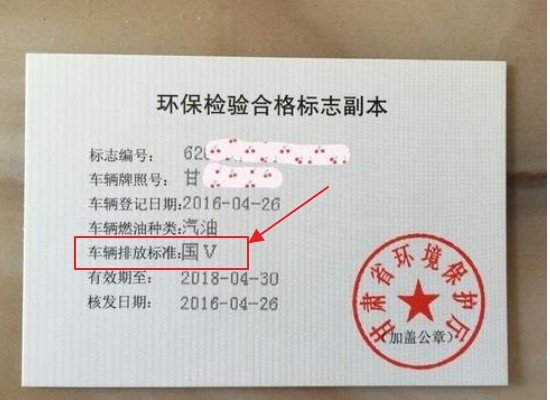 环保检验合格标志副本
标志编号： 62
车辆牌照号： 甘
车辆登记日期:2016-04-26
车辆燃油种类:汽油
车辆排放标准:国 V
有效期至： 2018-04-30
核发日期： 2016-04-26
甘肃省环境保护厅
（加盖公章）